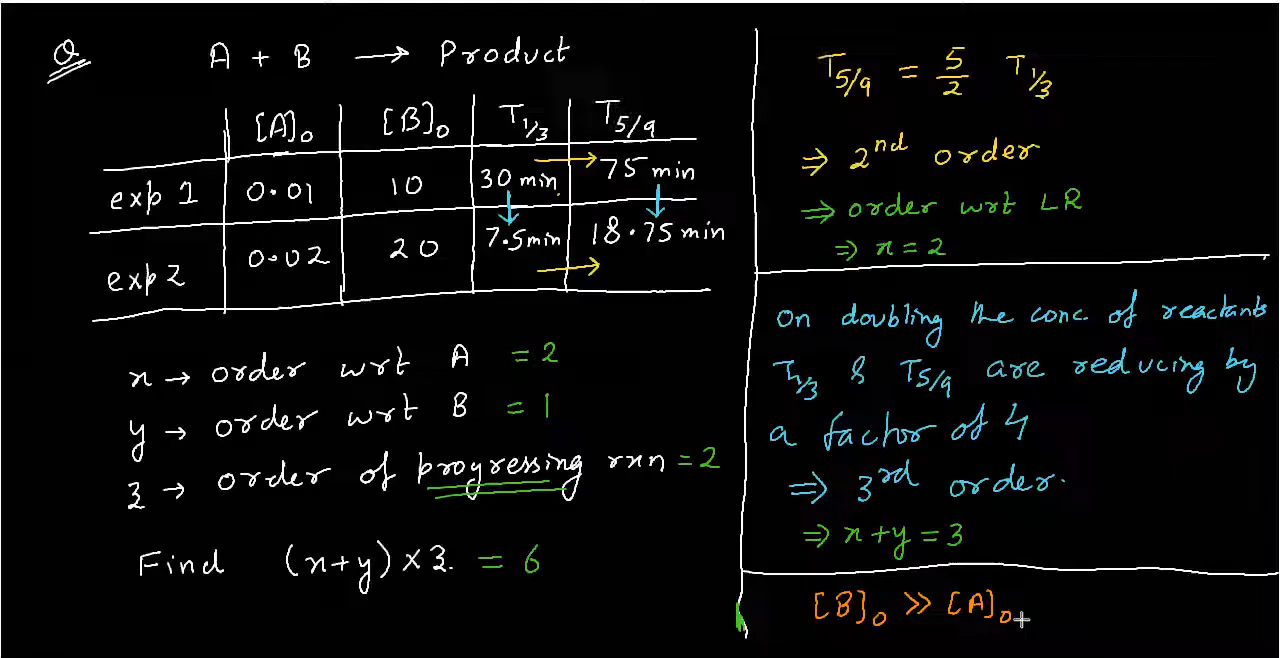 Q A + B → Product
[A]₀ [B]₀ T₁/₃ T₅/₉
exp 1 0.01 10 30 min. → 75 min
exp 2 0.02 20 7.5 min → 18.75 min
x → order wrt A = 2
y → order wrt B = 1
z → order of progressing rxn = 2
Find (x+y)×z. = 6
T₅/₉ = 5/2 T₁/₃
⇒ 2nd order
⇒ order wrt LR
⇒ x = 2
On doubling the conc. of reactants
T₁/₃ & T₅/₉ are reducing by
a factor of 4
⇒ 3rd order.
⇒ x+y = 3
[B]₀ >> [A]₀